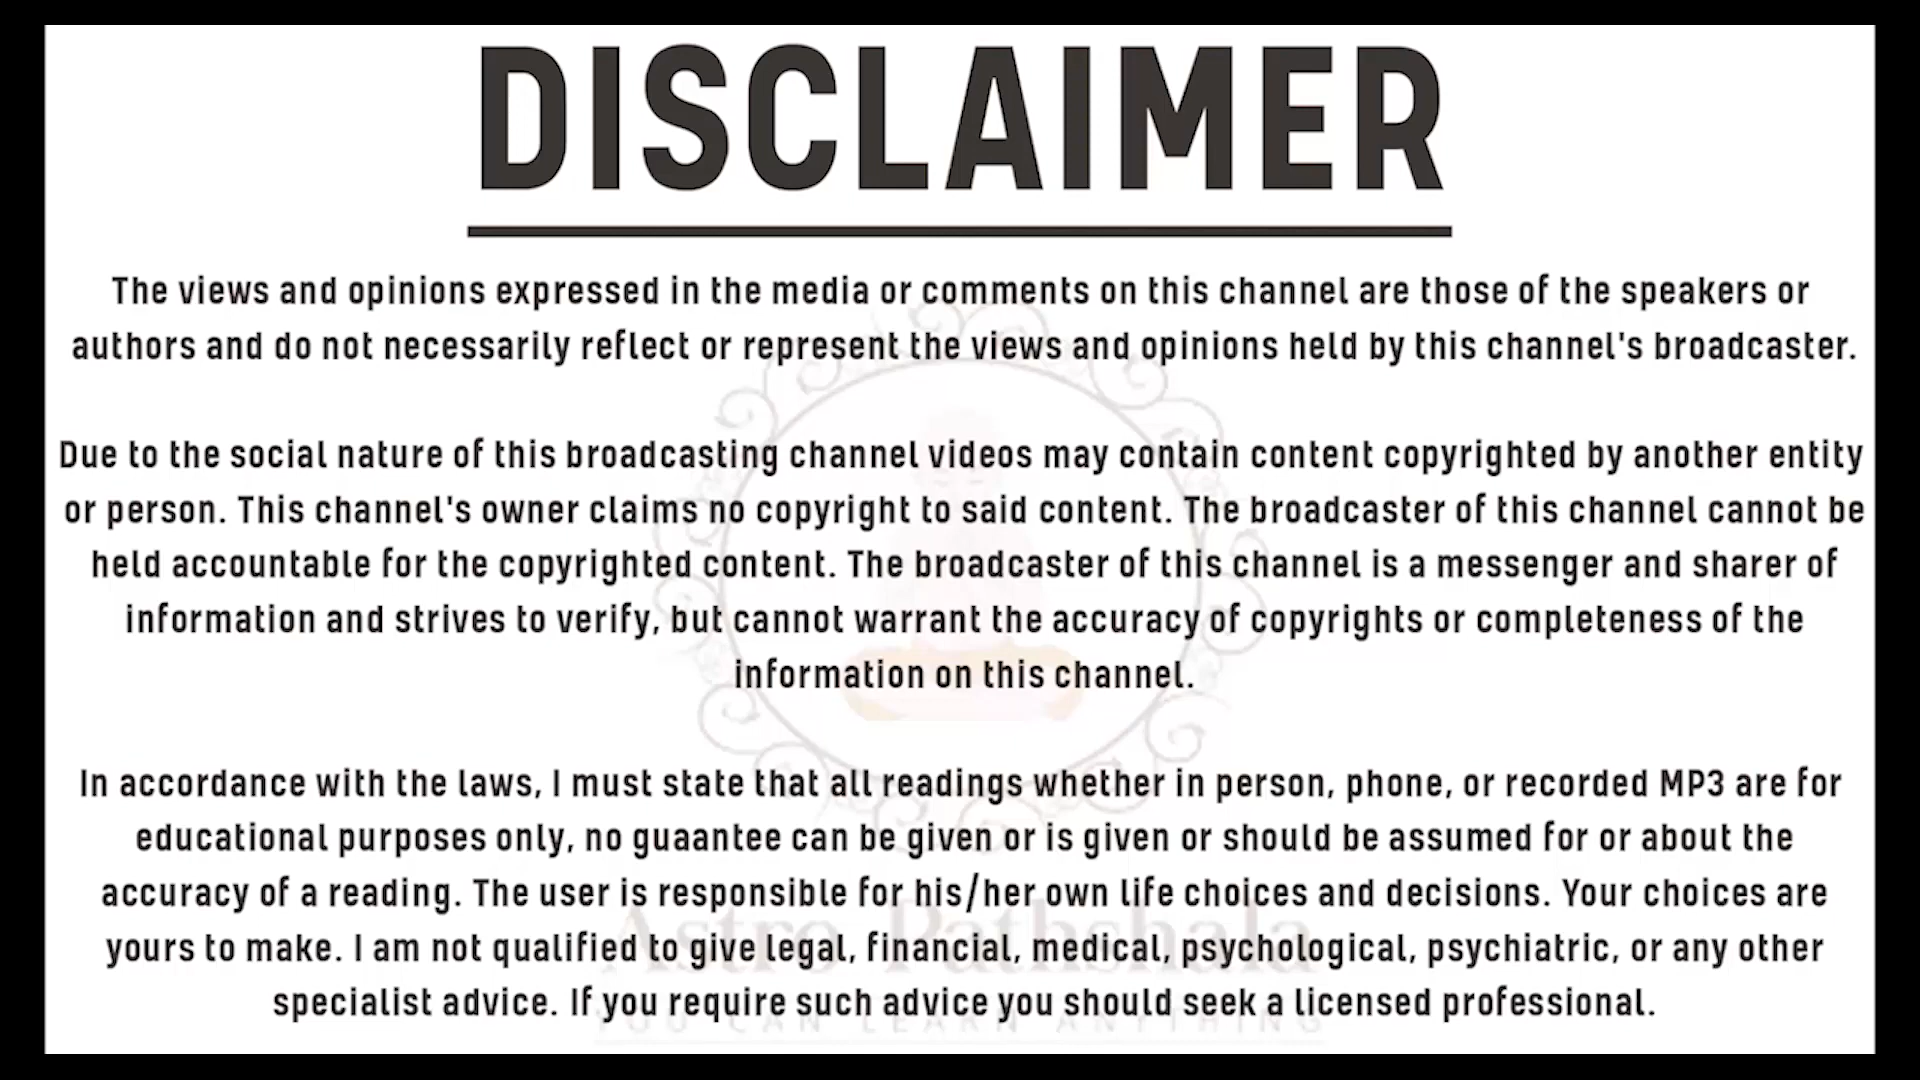 DISCLAIMER
The views and opinions expressed in the media or comments on this channel are those of the speakers or
authors and do not necessarily reflect or represent the views and opinions held by this channel's broadcaster.
Due to the social nature of this broadcasting channel videos may contain content copyrighted by another entity
or person. This channel's owner claims no copyright to said content. The broadcaster of this channel cannot be
held accountable for the copyrighted content. The broadcaster of this channel is a messenger and sharer of
information and strives to verify, but cannot warrant the accuracy of copyrights or completeness of the
information on this channel.
In accordance with the laws, I must state that all readings whether in person, phone, or recorded MP3 are for
educational purposes only, no guaantee can be given or is given or should be assumed for or about the
accuracy of a reading. The user is responsible for his/her own life choices and decisions. Your choices are
Astro Pathshala
yours to make. I am not qualified to give legal, financial, medical, psychological, psychiatric, or any other
specialist advice. If you require such advice you should seek a licensed professional.
YOU CAN LEARN ANYTHING